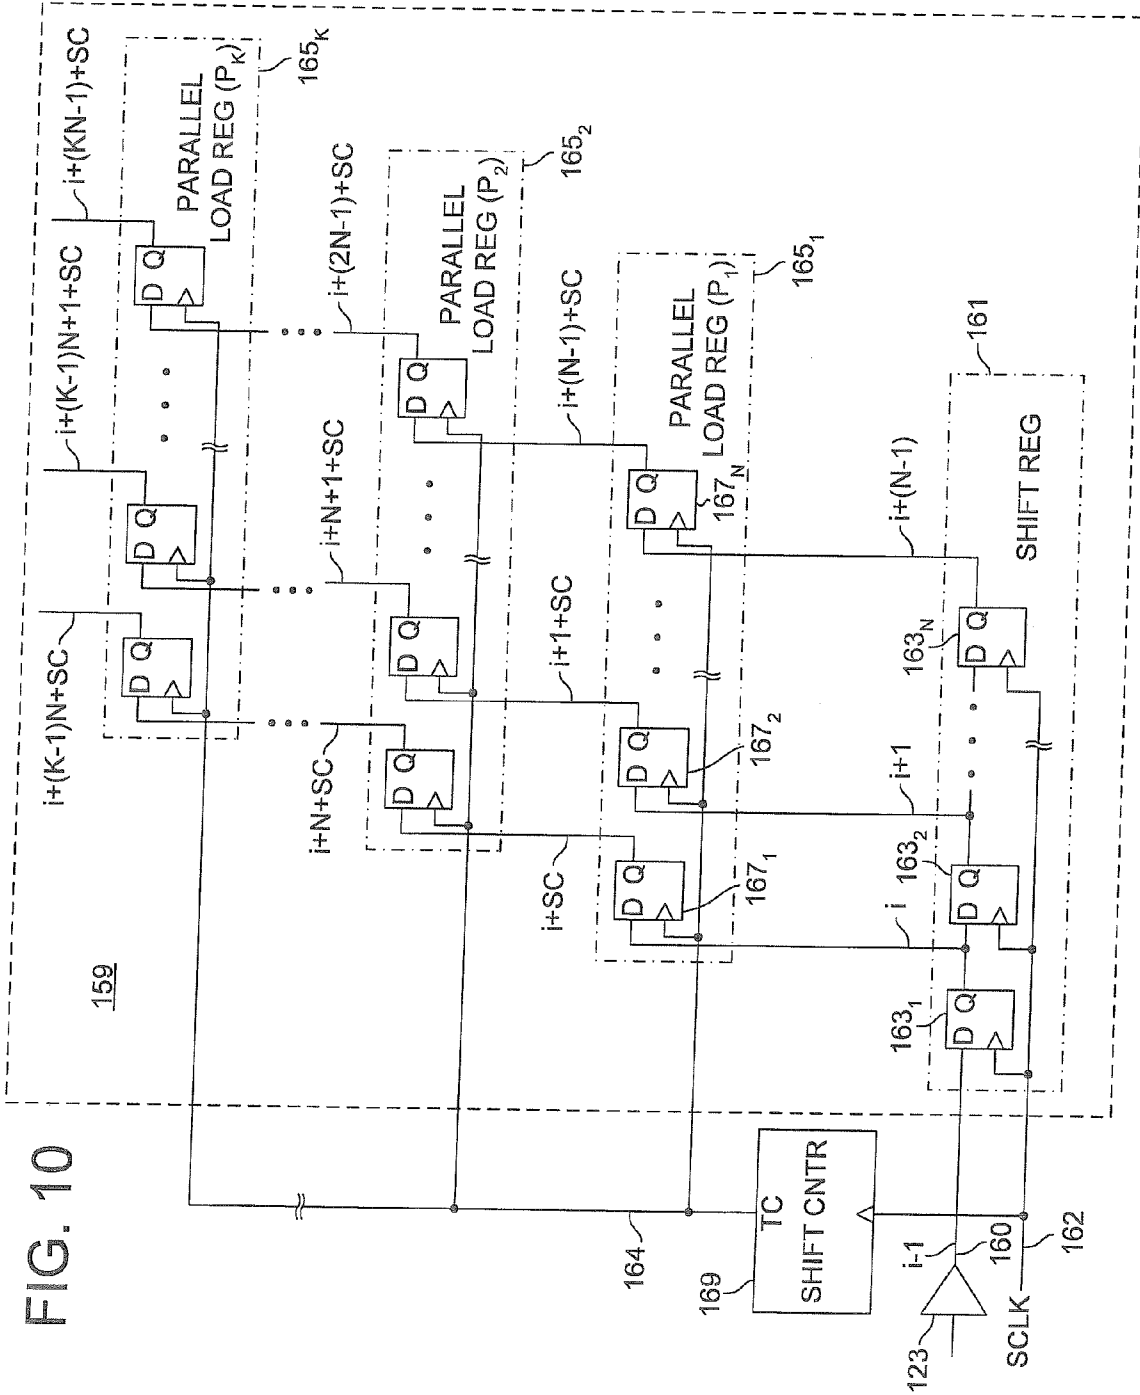 FIG. 10
159
i+(K-1)N+SC
i+(K-1)N+1+SC
i+(KN-1)+SC
165K
D Q
D Q
D Q
PARALLEL
LOAD REG (PK)
i+N+SC
i+N+1+SC
i+(2N-1)+SC
1652
D Q
D Q
D Q
PARALLEL
LOAD REG (P2)
i+SC
i+1+SC
i+(N-1)+SC
1651
D Q
D Q
D Q
PARALLEL
LOAD REG (P1)
1671
1672
167N
164
169
TC
SHIFT CNTR
i
i+1
i+(N-1)
161
1631
1632
163N
D Q
D Q
D Q
SHIFT REG
123
i-1
160
SCLK
162